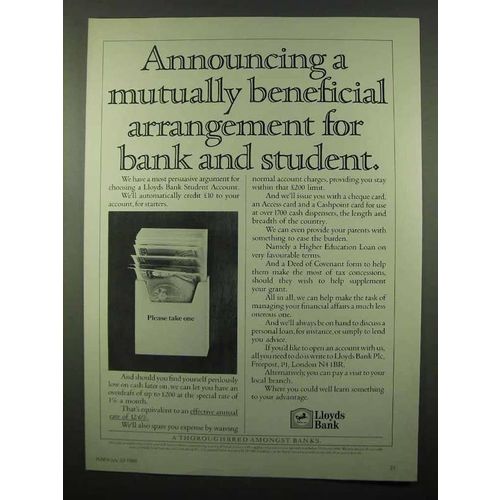 Announcing a
mutually beneficial
arrangement for
bank and student.
We have a most persuasive argument for
choosing a Lloyds Bank Student Account.
We'll automatically credit £10 to your
account, for starters.
Please take one
And should you find yourself perilously
low on cash later on, we can let you have an
overdraft of up to £200 at the special rate of
1% a month.
That's equivalent to an effective annual
rate of 12.6%.
We'll also spare you expense by waiving
normal account charges, providing you stay
within that £200 limit.
And we'll issue you with a cheque card,
an Access card and a Cashpoint card for use
at over 1700 cash dispensers, the length and
breadth of the country.
We can even provide your parents with
something to ease the burden.
Namely a Higher Education Loan on
very favourable terms.
And a Deed of Covenant form to help
them make the most of tax concessions,
should they wish to help supplement
your grant.
All in all, we can help make the task of
managing your financial affairs a much less
onerous one.
And we'll always be on hand to discuss a
personal loan, for instance, or simply to lend
you advice.
If you'd like to open an account with us,
all you need to do is write to Lloyds Bank Plc,
Freepost, P1, London N4 1BR.
Alternatively, you can pay a visit to your
local branch.
Where you could well learn something
to your advantage.
Lloyds
Bank
A THOROUGHBRED AMONGST BANKS.